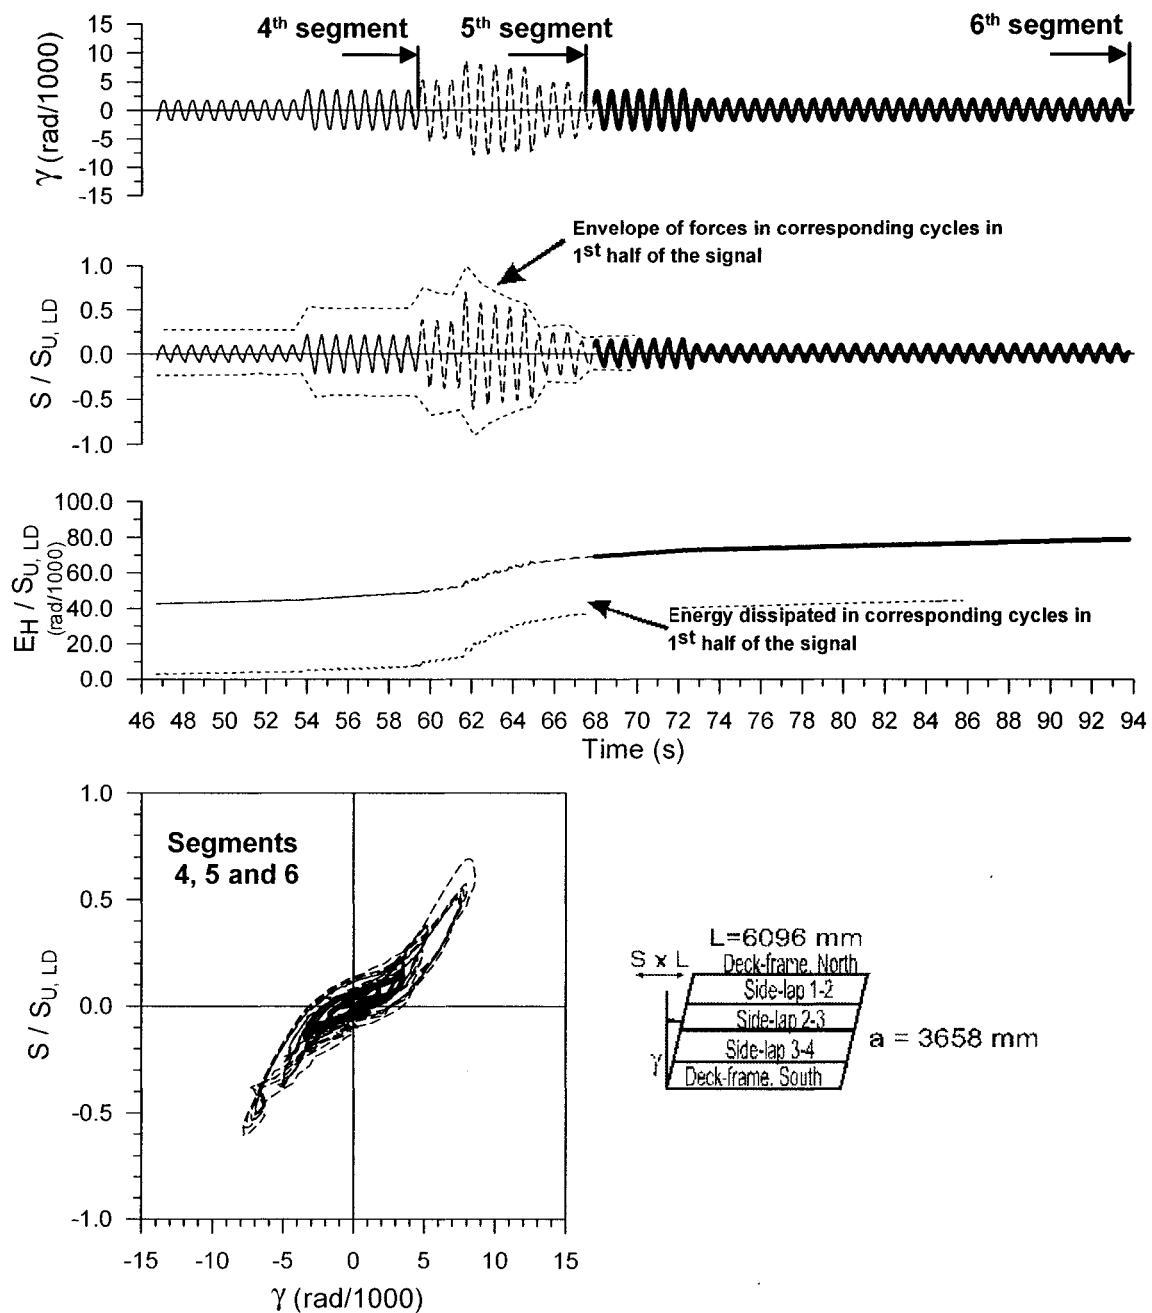 4th segment
5th segment
6th segment
15
10
5
0
-5
-10
-15
γ (rad/1000)
Envelope of forces in corresponding cycles in
1st half of the signal
1.0
0.5
0.0
-0.5
-1.0
S / SU, LD
100.0
80.0
60.0
40.0
20.0
0.0
EH / SU, LD
(rad/1000)
Energy dissipated in corresponding cycles in
1st half of the signal
46 48 50 52 54 56 58 60 62 64 66 68 70 72 74 76 78 80 82 84 86 88 90 92 94
Time (s)
1.0
0.5
0.0
-0.5
-1.0
S / SU, LD
Segments
4, 5 and 6
-15 -10 -5 0 5 10 15
γ (rad/1000)
L=6096 mm
S x L
Deck-frame. North
Side-lap 1-2
Side-lap 2-3
Side-lap 3-4
Deck-frame. South
γ
a = 3658 mm